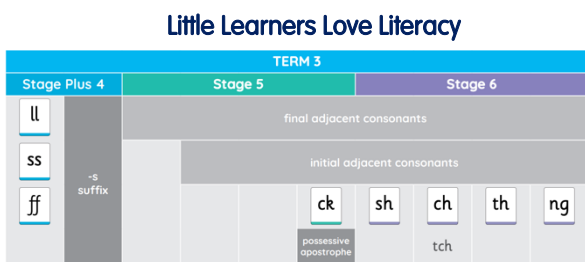 Little Learners Love Literacy
TERM 3
Stage Plus 4 Stage 5 Stage 6
ll
final adjacent consonants
ss
initial adjacent consonants
-s
suffix
ff
ck sh ch th ng
possessive
apostrophe
tch